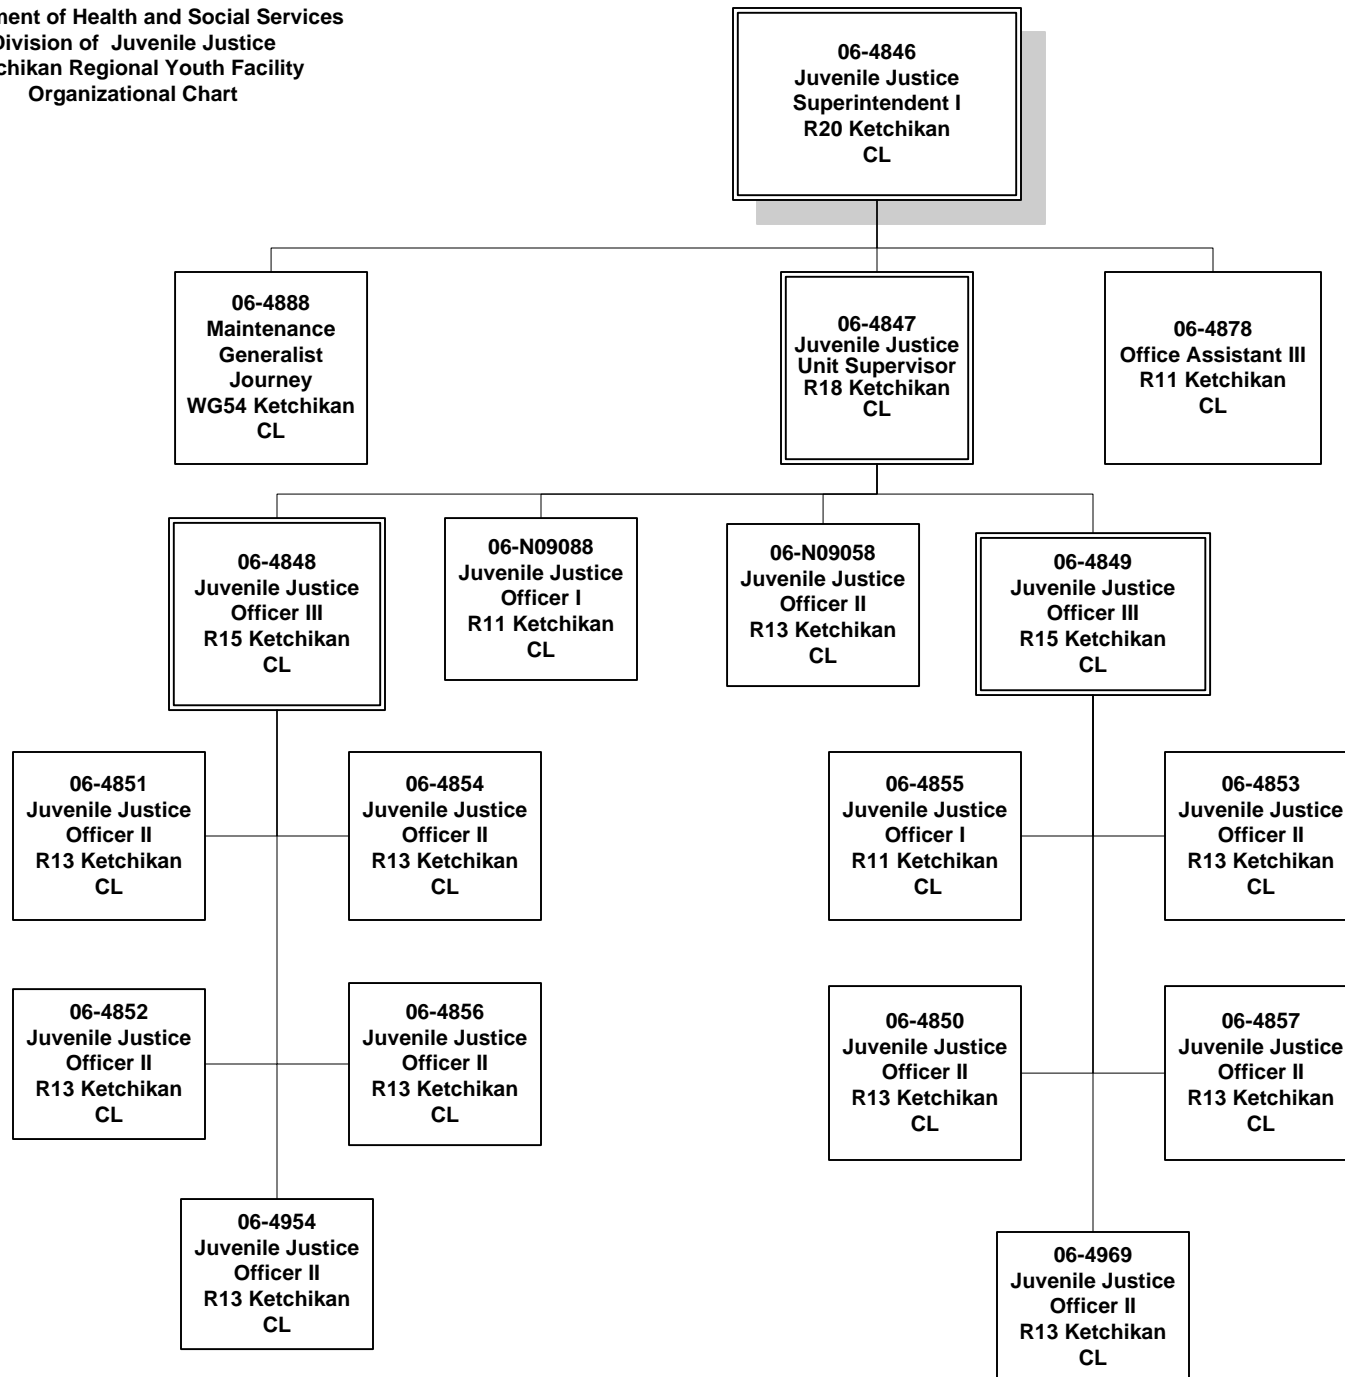 ment of Health and Social Services
Division of Juvenile Justice
chikan Regional Youth Facility
Organizational Chart
06-4846
Juvenile Justice
Superintendent I
R20 Ketchikan
CL
06-4888
Maintenance
Generalist
Journey
WG54 Ketchikan
CL
06-4847
Juvenile Justice
Unit Supervisor
R18 Ketchikan
CL
06-4878
Office Assistant III
R11 Ketchikan
CL
06-4848
Juvenile Justice
Officer III
R15 Ketchikan
CL
06-N09088
Juvenile Justice
Officer I
R11 Ketchikan
CL
06-N09058
Juvenile Justice
Officer II
R13 Ketchikan
CL
06-4849
Juvenile Justice
Officer III
R15 Ketchikan
CL
06-4851
Juvenile Justice
Officer II
R13 Ketchikan
CL
06-4854
Juvenile Justice
Officer II
R13 Ketchikan
CL
06-4855
Juvenile Justice
Officer I
R11 Ketchikan
CL
06-4853
Juvenile Justice
Officer II
R13 Ketchikan
CL
06-4852
Juvenile Justice
Officer II
R13 Ketchikan
CL
06-4856
Juvenile Justice
Officer II
R13 Ketchikan
CL
06-4850
Juvenile Justice
Officer II
R13 Ketchikan
CL
06-4857
Juvenile Justice
Officer II
R13 Ketchikan
CL
06-4954
Juvenile Justice
Officer II
R13 Ketchikan
CL
06-4969
Juvenile Justice
Officer II
R13 Ketchikan
CL